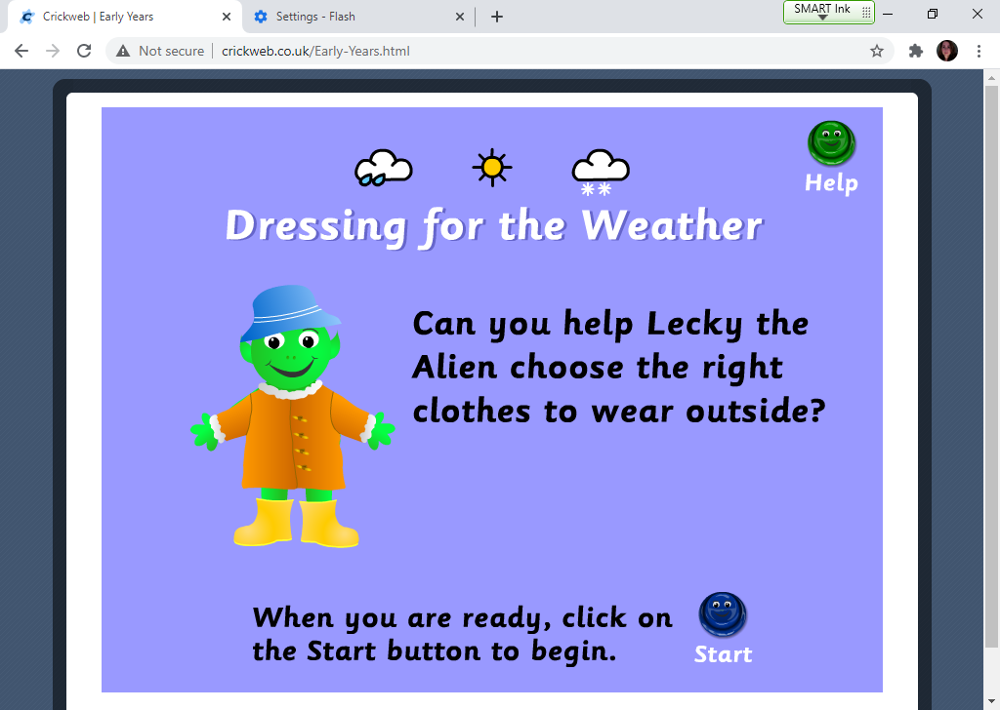 Crickweb | Early Years
Settings - Flash
SMART Ink
Not secure
crickweb.co.uk/Early-Years.html
Help
Dressing for the Weather
Can you help Lecky the
Alien choose the right
clothes to wear outside?
When you are ready, click on
the Start button to begin.
Start